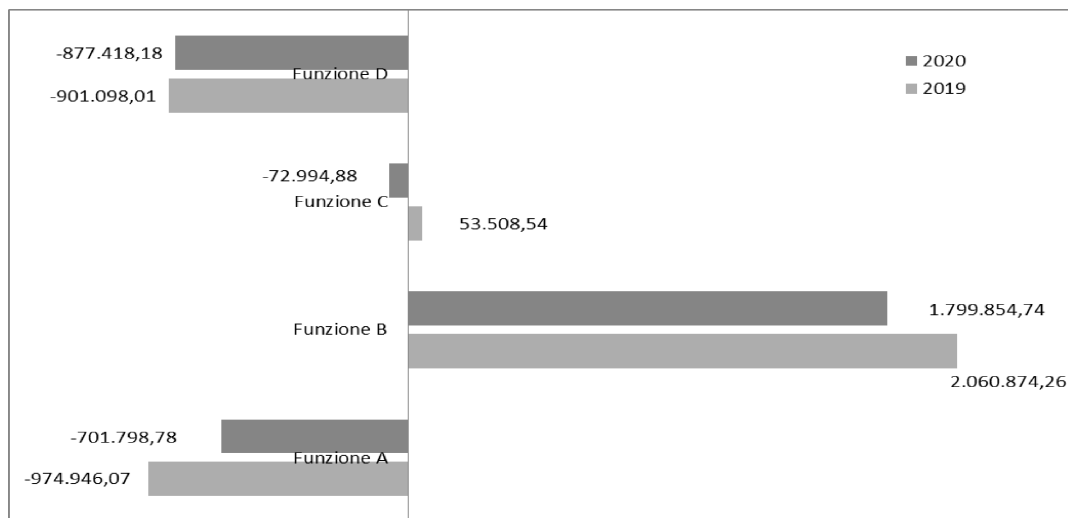 -877.418,18
Funzione D
-901.098,01
2020
2019
-72.994,88
Funzione C
53.508,54
1.799.854,74
Funzione B
2.060.874,26
-701.798,78
Funzione A
-974.946,07